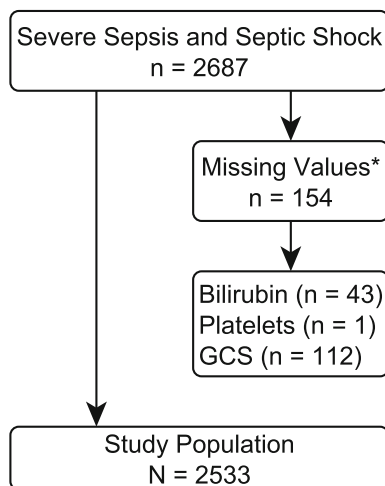 Severe Sepsis and Septic Shock
n = 2687
Missing Values*
n = 154
Bilirubin (n = 43)
Platelets (n = 1)
GCS (n = 112)
Study Population
N = 2533